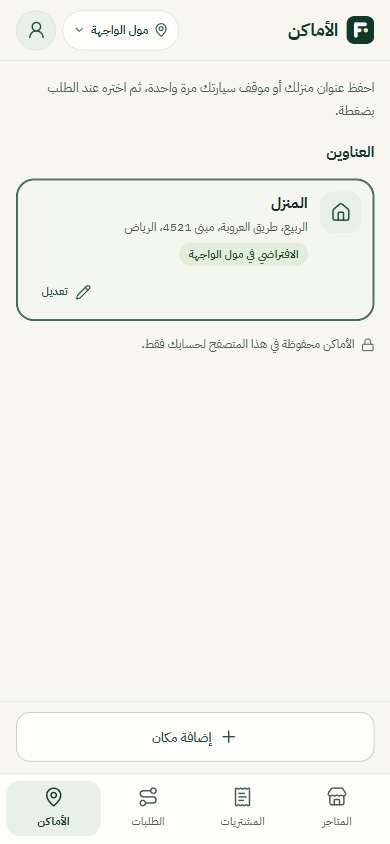 الأماكن
مول الواجهة
احفظ عنوان منزلك أو موقف سيارتك مرة واحدة، ثم اختره عند الطلب
بضغطة.
العناوين
المنزل
الربيع، طريق العروبة، مبنى 4521، الرياض
الافتراضي في مول الواجهة
تعديل
الأماكن محفوظة في هذا المتصفح لحسابك فقط.
إضافة مكان
المتاجر
المشتريات
الطلبات
الأماكن